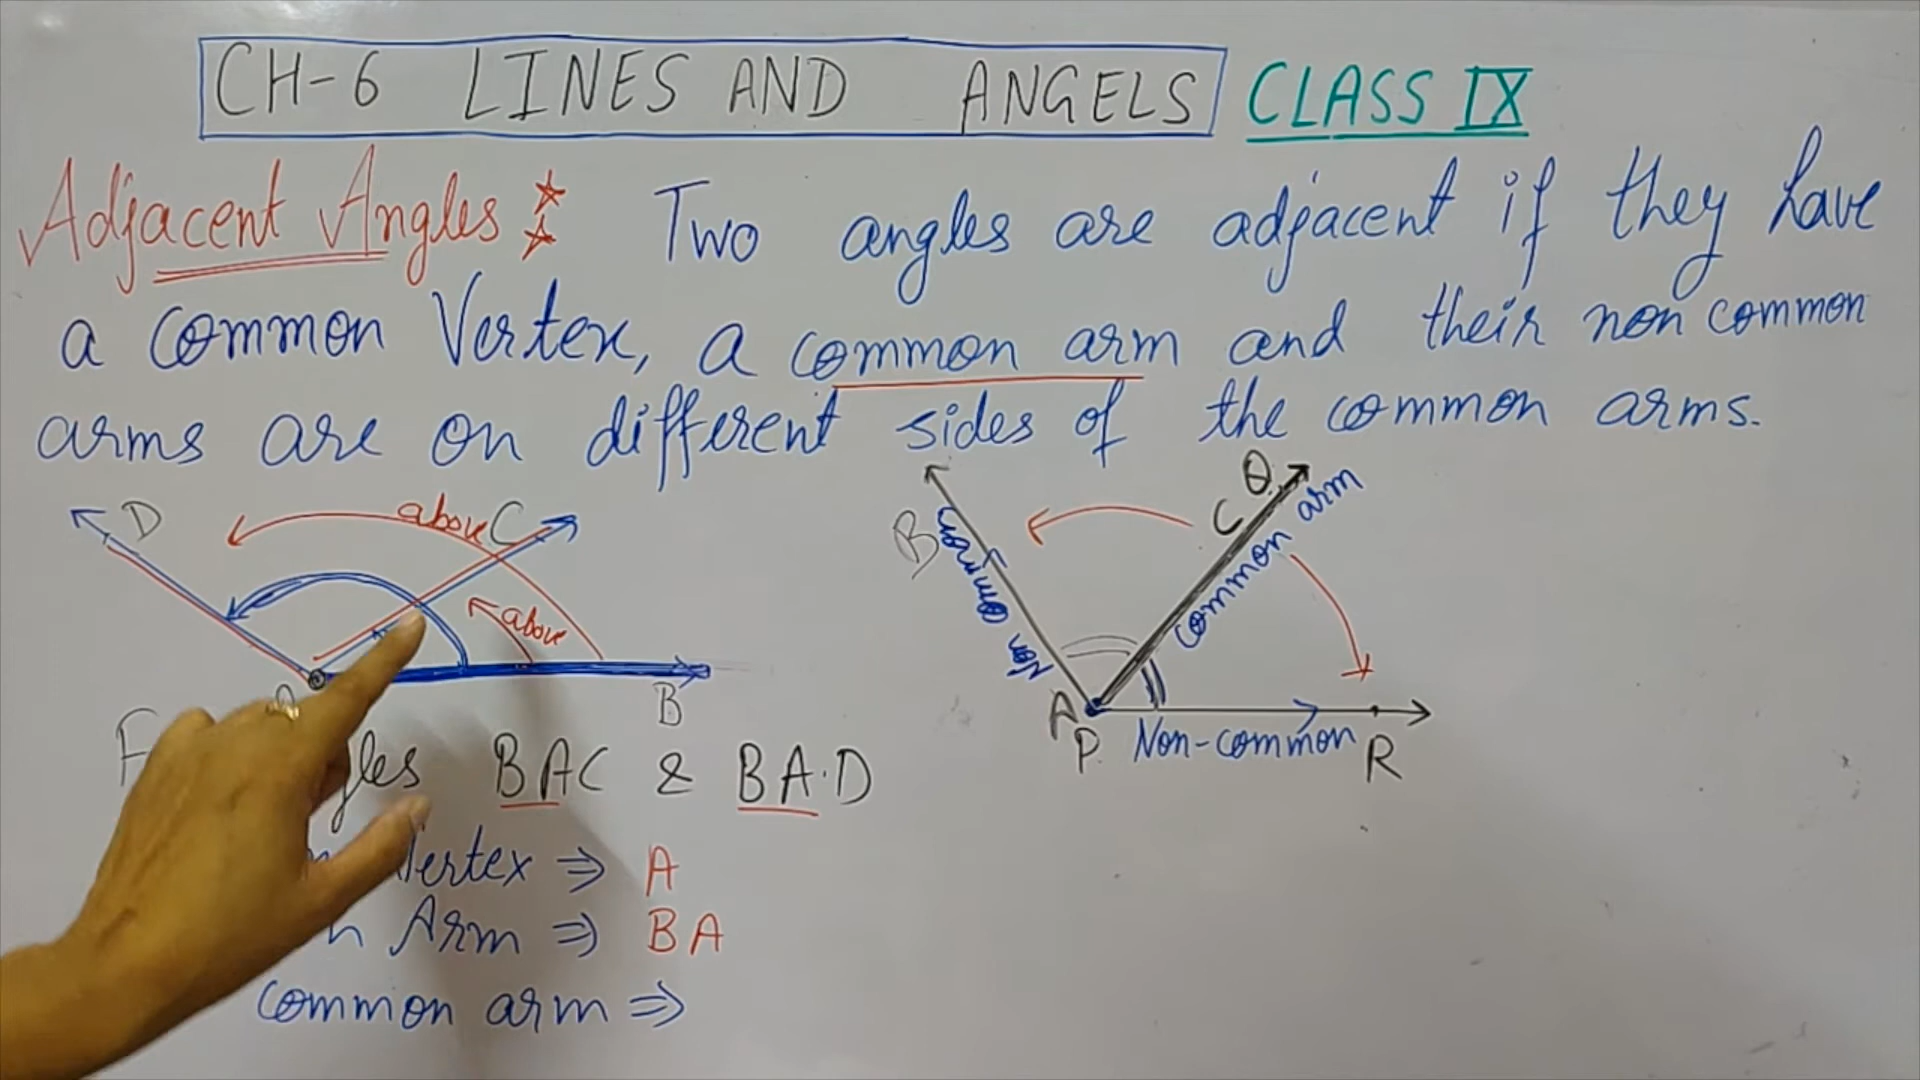 CH-6 LINES AND ANGELS CLASS IX
Adjacent Angles : Two angles are adjacent if they have
a common Vertex, a common arm and their non common
arms are on different sides of the common arms.
D
above
C
above
B
BAC & BA.D
Vertex ⇒ A
Arm ⇒ BA
common arm ⇒
B
Non common
Q
C
common arm
A
P.
Non-common
R